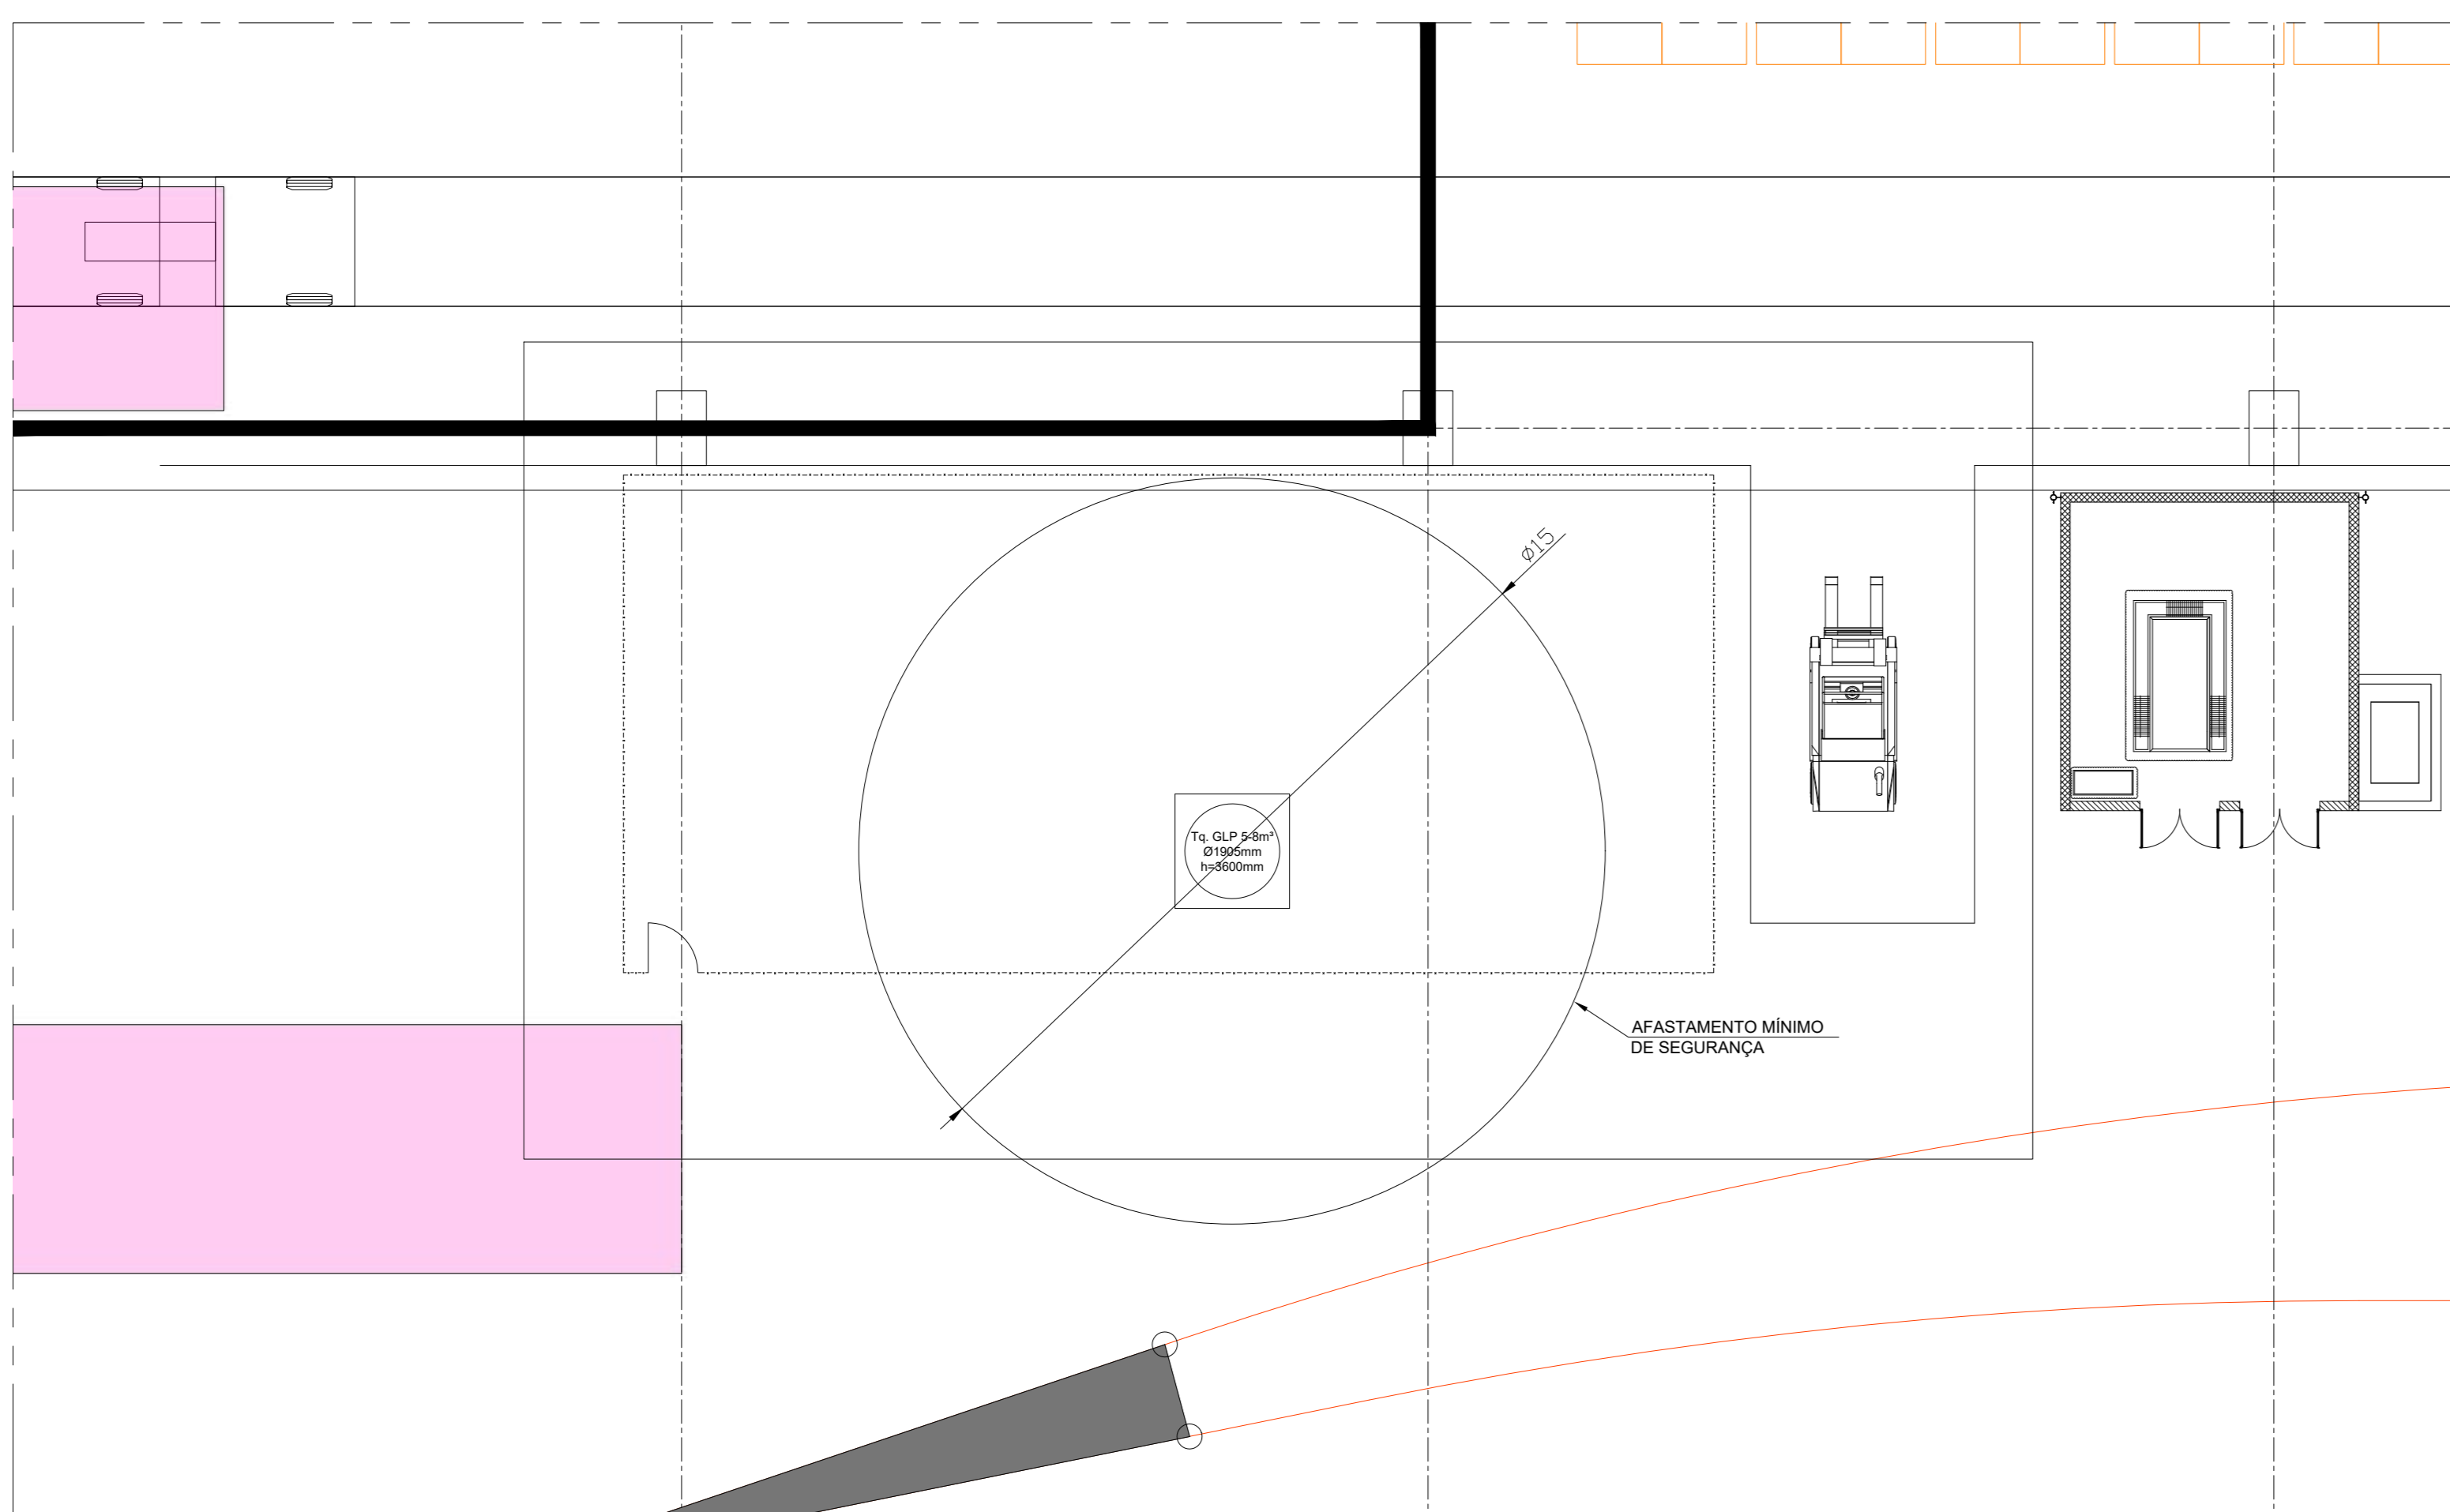 Ø15
Tq. GLP 5-8m³
Ø1905mm
h=3600mm
AFASTAMENTO MÍNIMO
DE SEGURANÇA